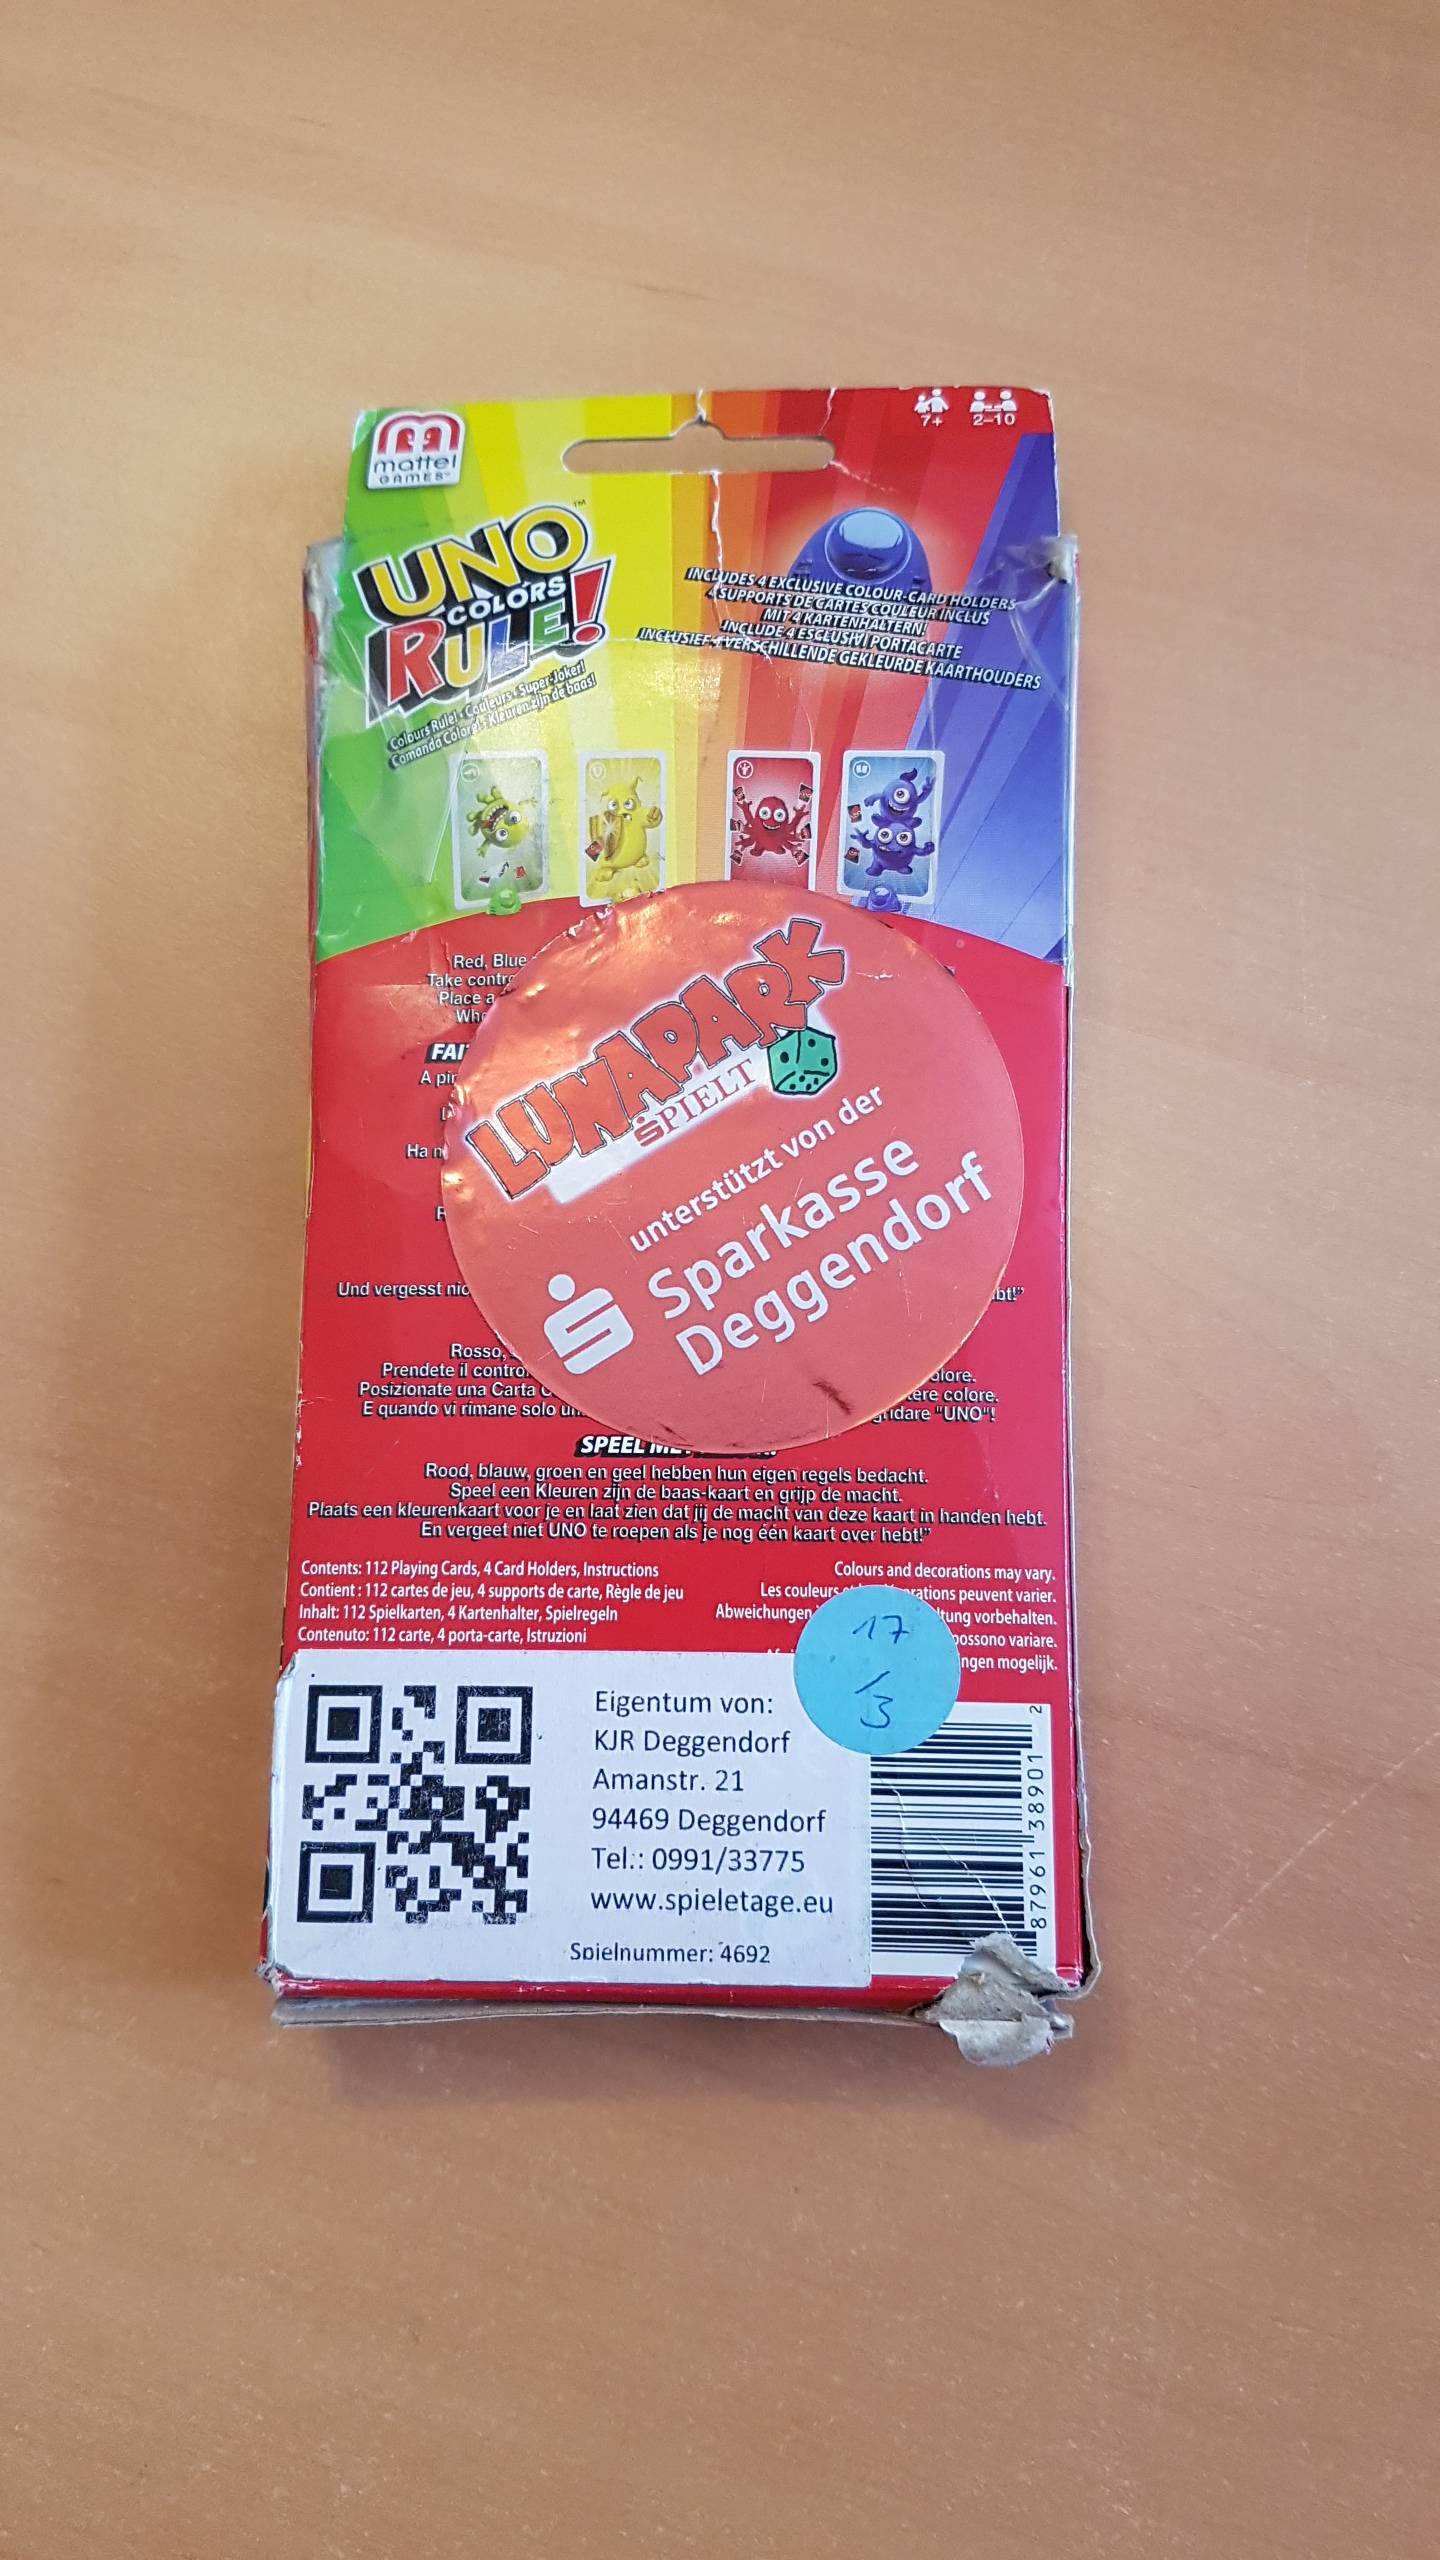 mattel
GAMES™
7+ 2-10
UNO™
COLORS
RULE!
Colours Rule! • Couleurs • Super-Joker!
Comanda Colore! • Kleuren zijn de baas!
INCLUDES 4 EXCLUSIVE COLOUR-CARD HOLDERS
4 SUPPORTS DE CARTES COULEUR INCLUS
MIT 4 KARTENHALTERN!
INCLUDE 4 ESCLUSIVI PORTACARTE
INCLUSIEF 4 VERSCHILLENDE GEKLEURDE KAARTHOUDERS
Red, Blue
Take
Place a
LUNAPARK
SPIELT
unterstützt von der
Sparkasse
Deggendorf
Und vergesst
Rosso,
Prendete il
Posizionate una Carta colore.
E quando vi rimane solo "UNO"!
SPEEL
Rood, blauw, groen en geel hebben hun eigen regels bedacht.
Speel een Kleuren zijn de baas-kaart en grijp de macht.
Plaats een kleurenkaart voor je en laat zien dat jij de macht van deze kaart in handen hebt.
En vergeet niet UNO te roepen als je nog één kaart over hebt!”
Contents: 112 Playing Cards, 4 Card Holders, Instructions
Contient : 112 cartes de jeu, 4 supports de carte, Règle de jeu
Inhalt: 112 Spielkarten, 4 Kartenhalter, Spielregeln
Contenuto: 112 carte, 4 porta-carte, Istruzioni
Colours and decorations may vary.
Les couleurs peuvent varier.
Abweichungen vorbehalten.
possono variare.
mogelijk.
17
/3
Eigentum von:
KJR Deggendorf
Amanstr. 21
94469 Deggendorf
Tel.: 0991/33775
www.spieletage.eu
Spielnummer: 4692
87961 38901 2